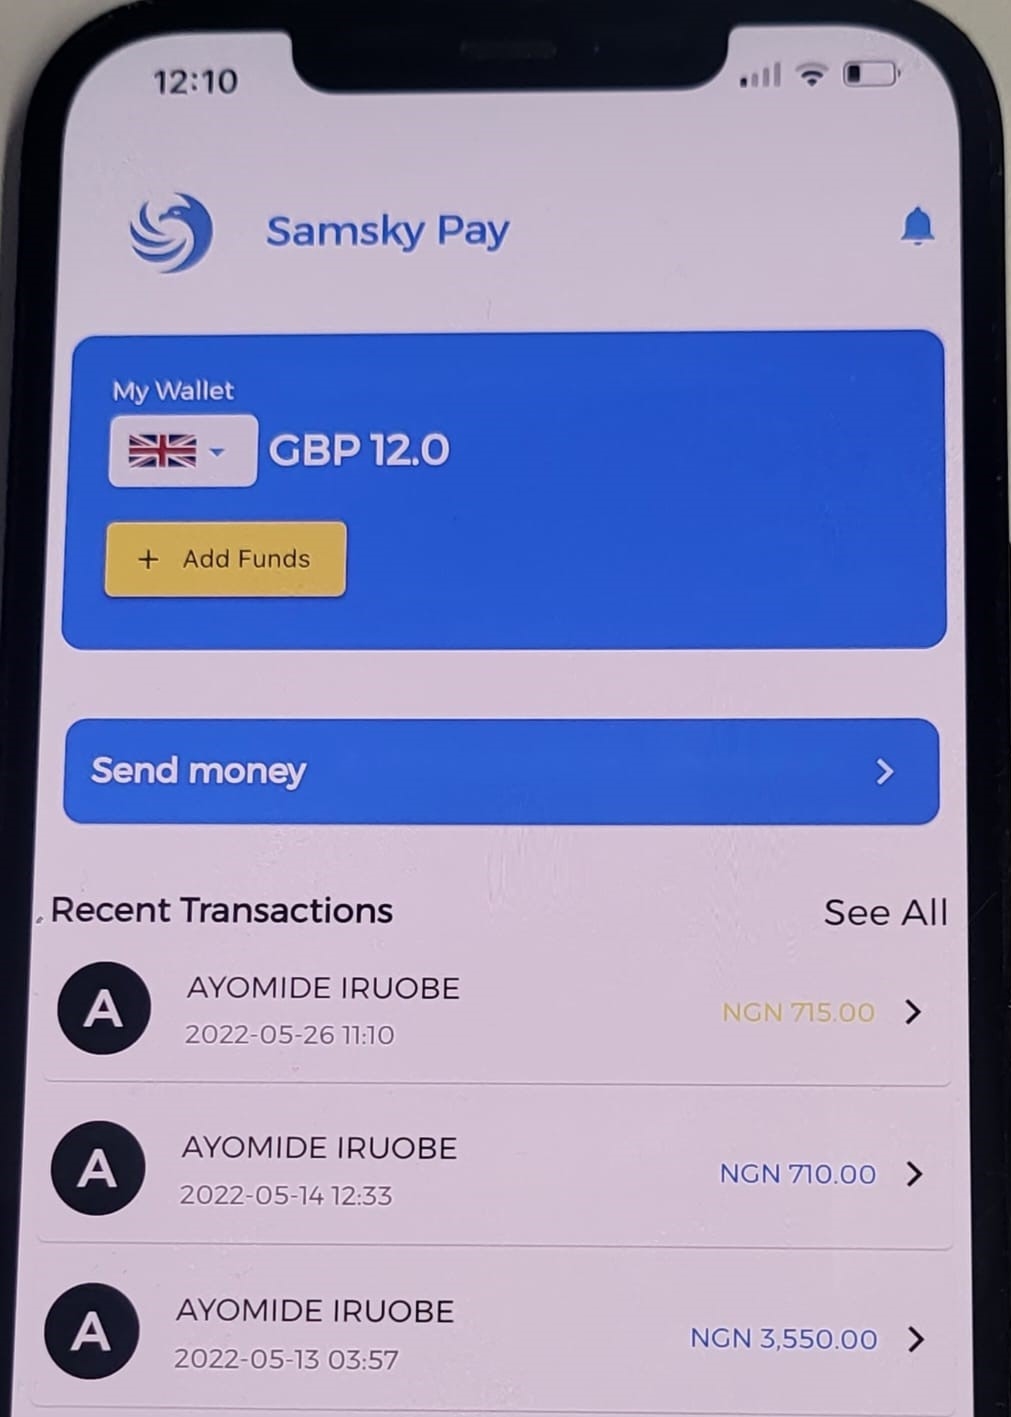 12:10
Samsky Pay
My Wallet
GBP 12.0
+ Add Funds
Send money
Recent Transactions
See All
A
AYOMIDE IRUOBE
2022-05-26 11:10
NGN 715.00
A
AYOMIDE IRUOBE
2022-05-14 12:33
NGN 710.00
A
AYOMIDE IRUOBE
2022-05-13 03:57
NGN 3,550.00